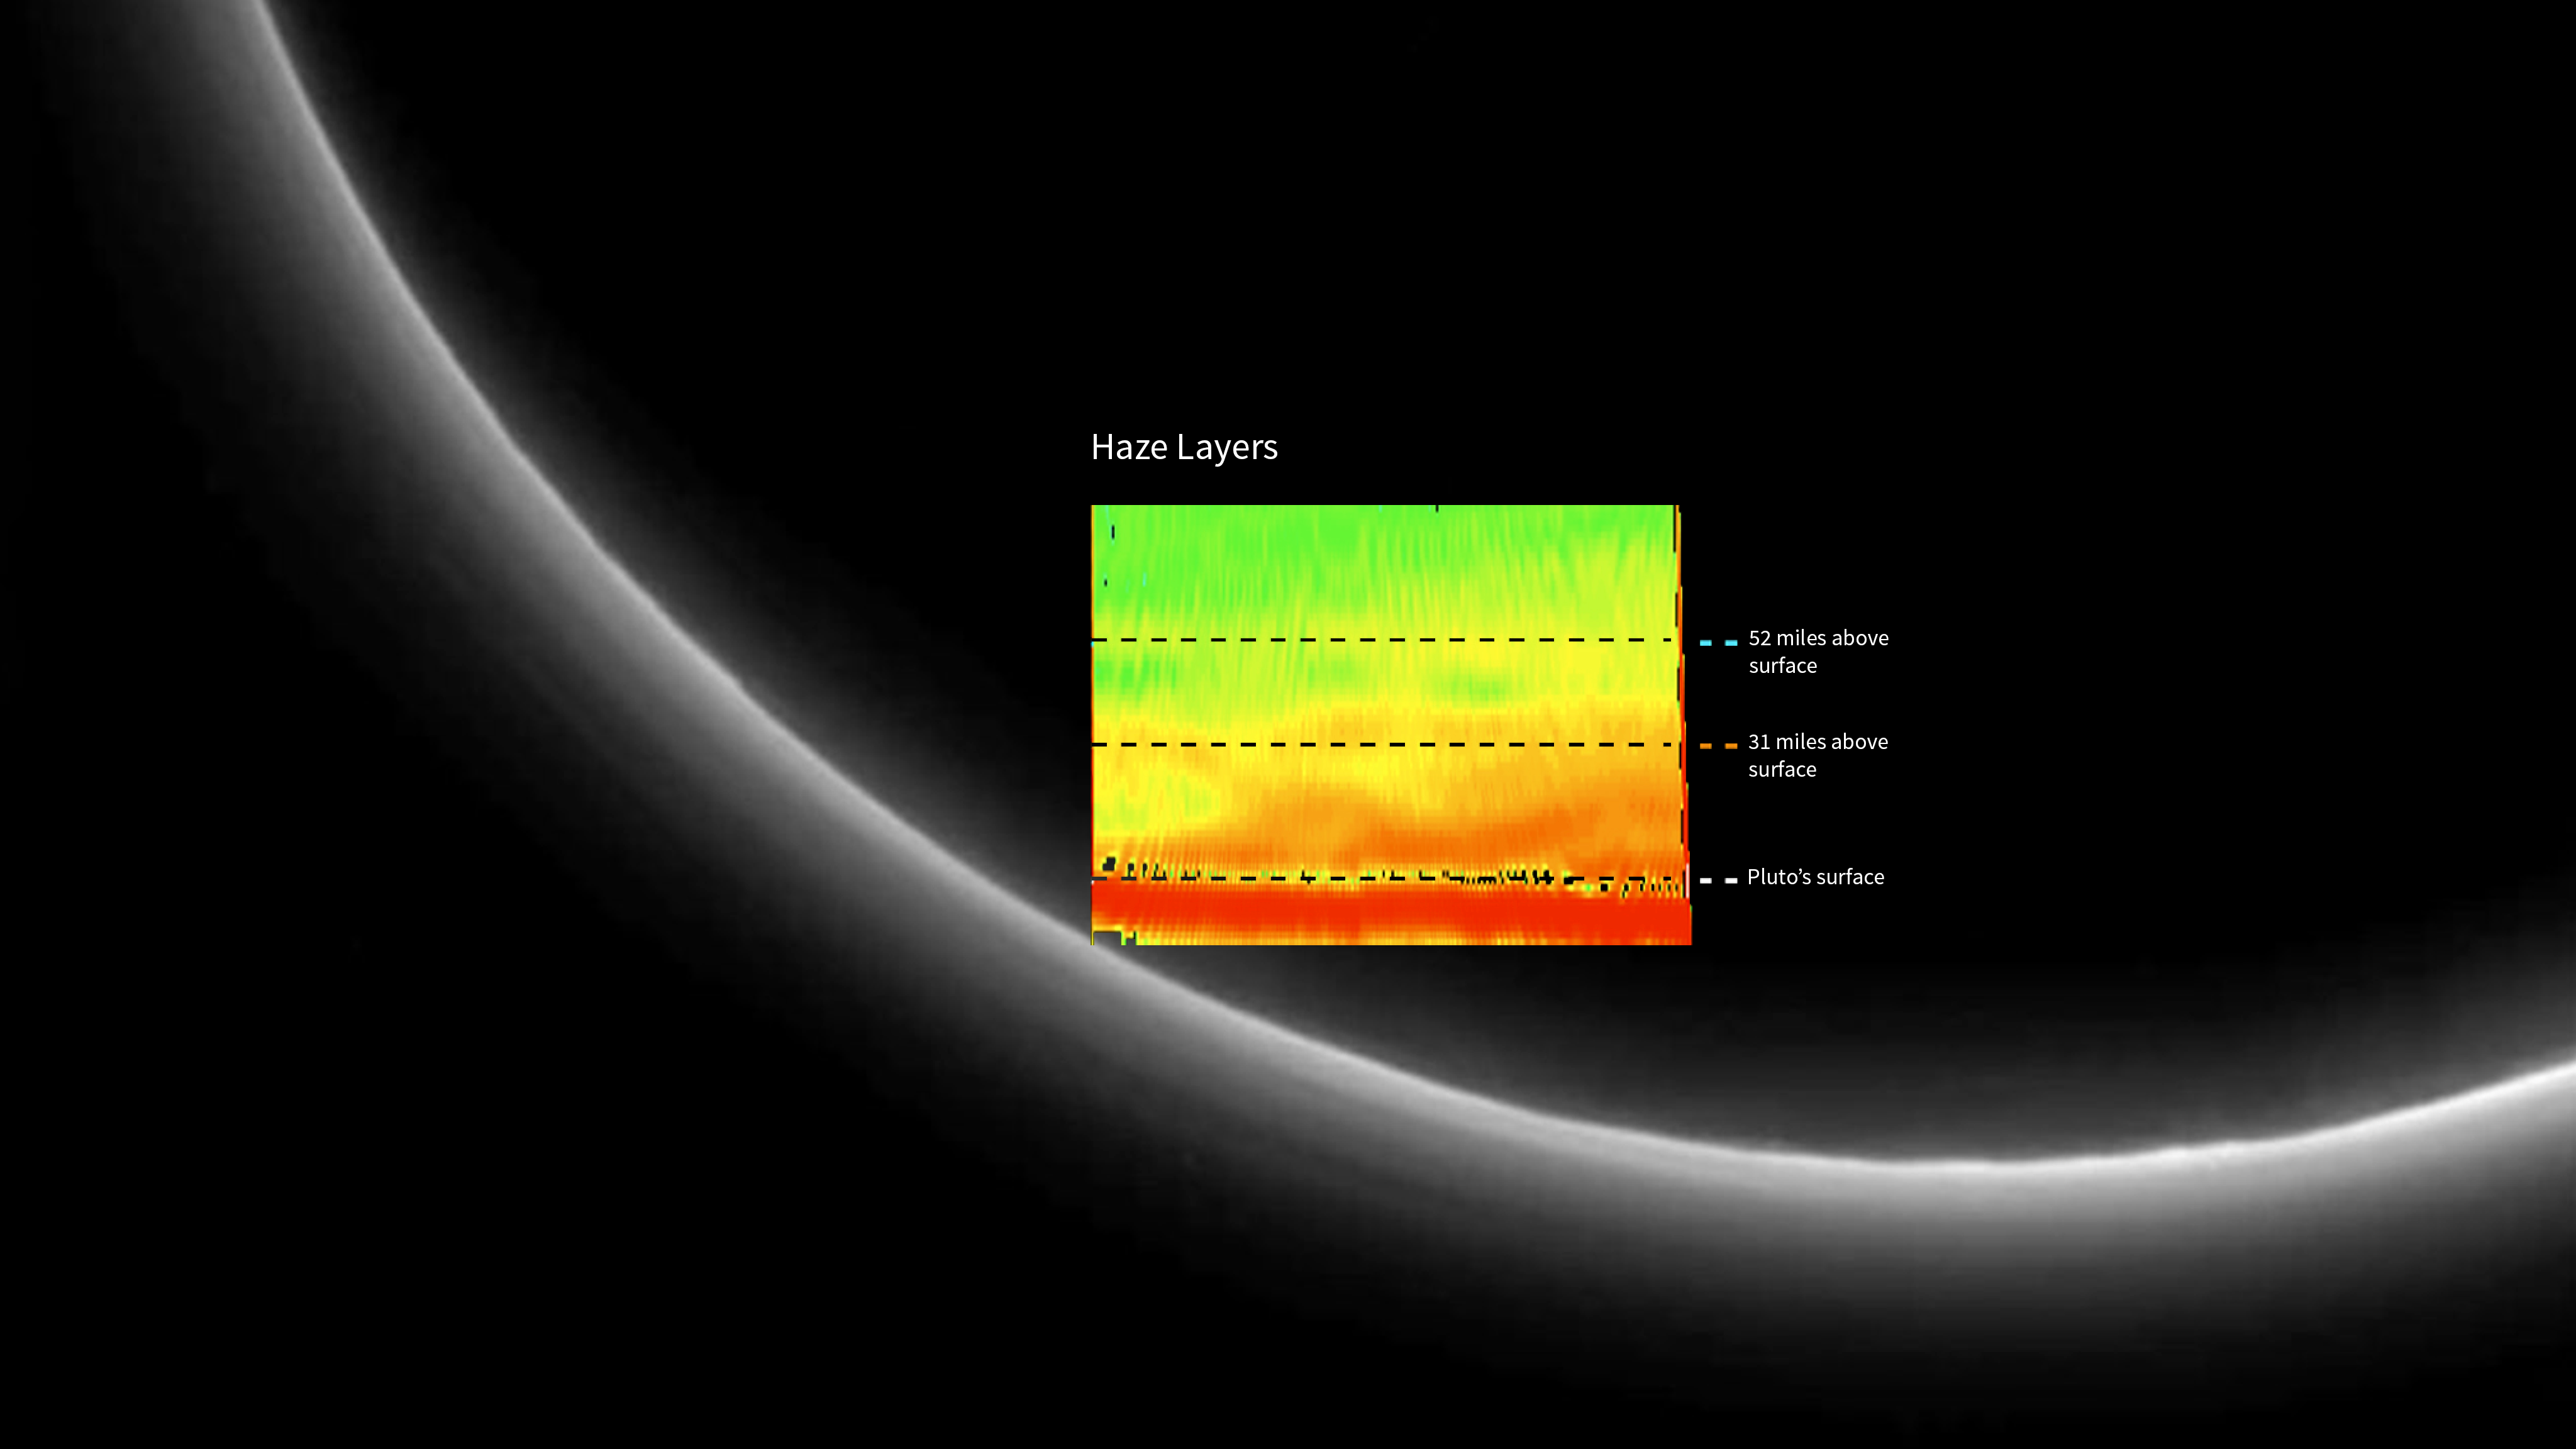 Haze Layers
52 miles above
surface
31 miles above
surface
Pluto’s surface